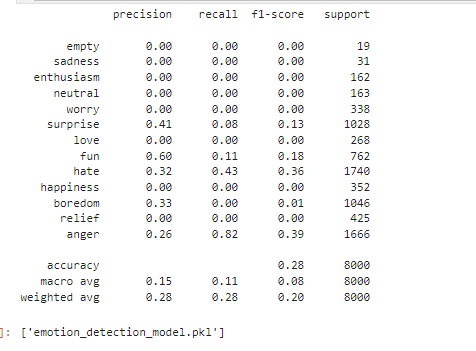 precision recall f1-score support
empty 0.00 0.00 0.00 19
sadness 0.00 0.00 0.00 31
enthusiasm 0.00 0.00 0.00 162
neutral 0.00 0.00 0.00 163
worry 0.00 0.00 0.00 338
surprise 0.41 0.08 0.13 1028
love 0.00 0.00 0.00 268
fun 0.60 0.11 0.18 762
hate 0.32 0.43 0.36 1740
happiness 0.00 0.00 0.00 352
boredom 0.33 0.00 0.01 1046
relief 0.00 0.00 0.00 425
anger 0.26 0.82 0.39 1666
accuracy 0.28 8000
macro avg 0.15 0.11 0.08 8000
weighted avg 0.28 0.28 0.20 8000
]: ['emotion_detection_model.pkl']